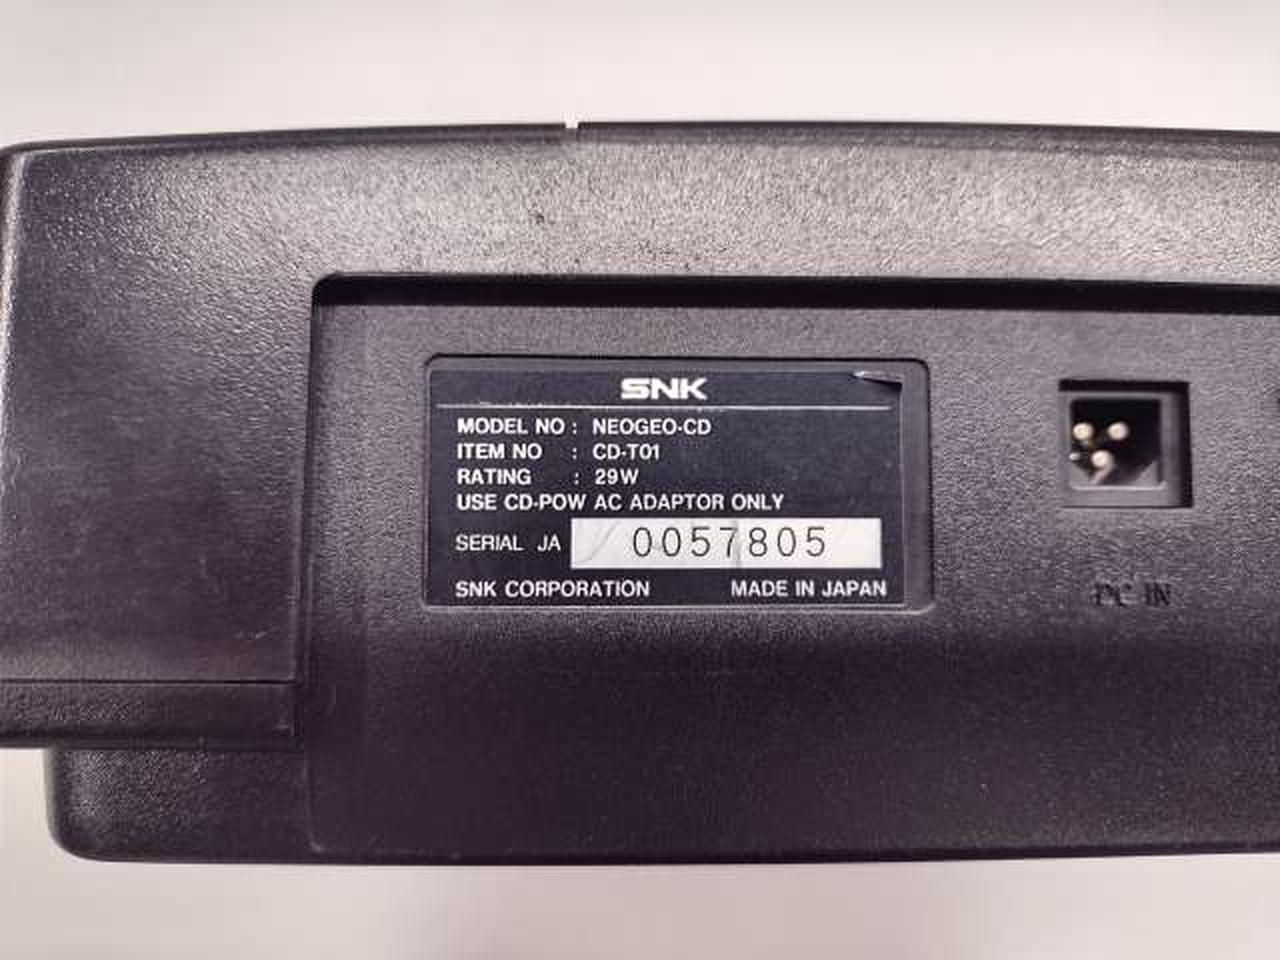 SNK
MODEL NO : NEOGEO-CD
ITEM NO : CD-T01
RATING : 29W
USE CD-POW AC ADAPTOR ONLY
SERIAL JA 0057805
SNK CORPORATION MADE IN JAPAN
DC IN